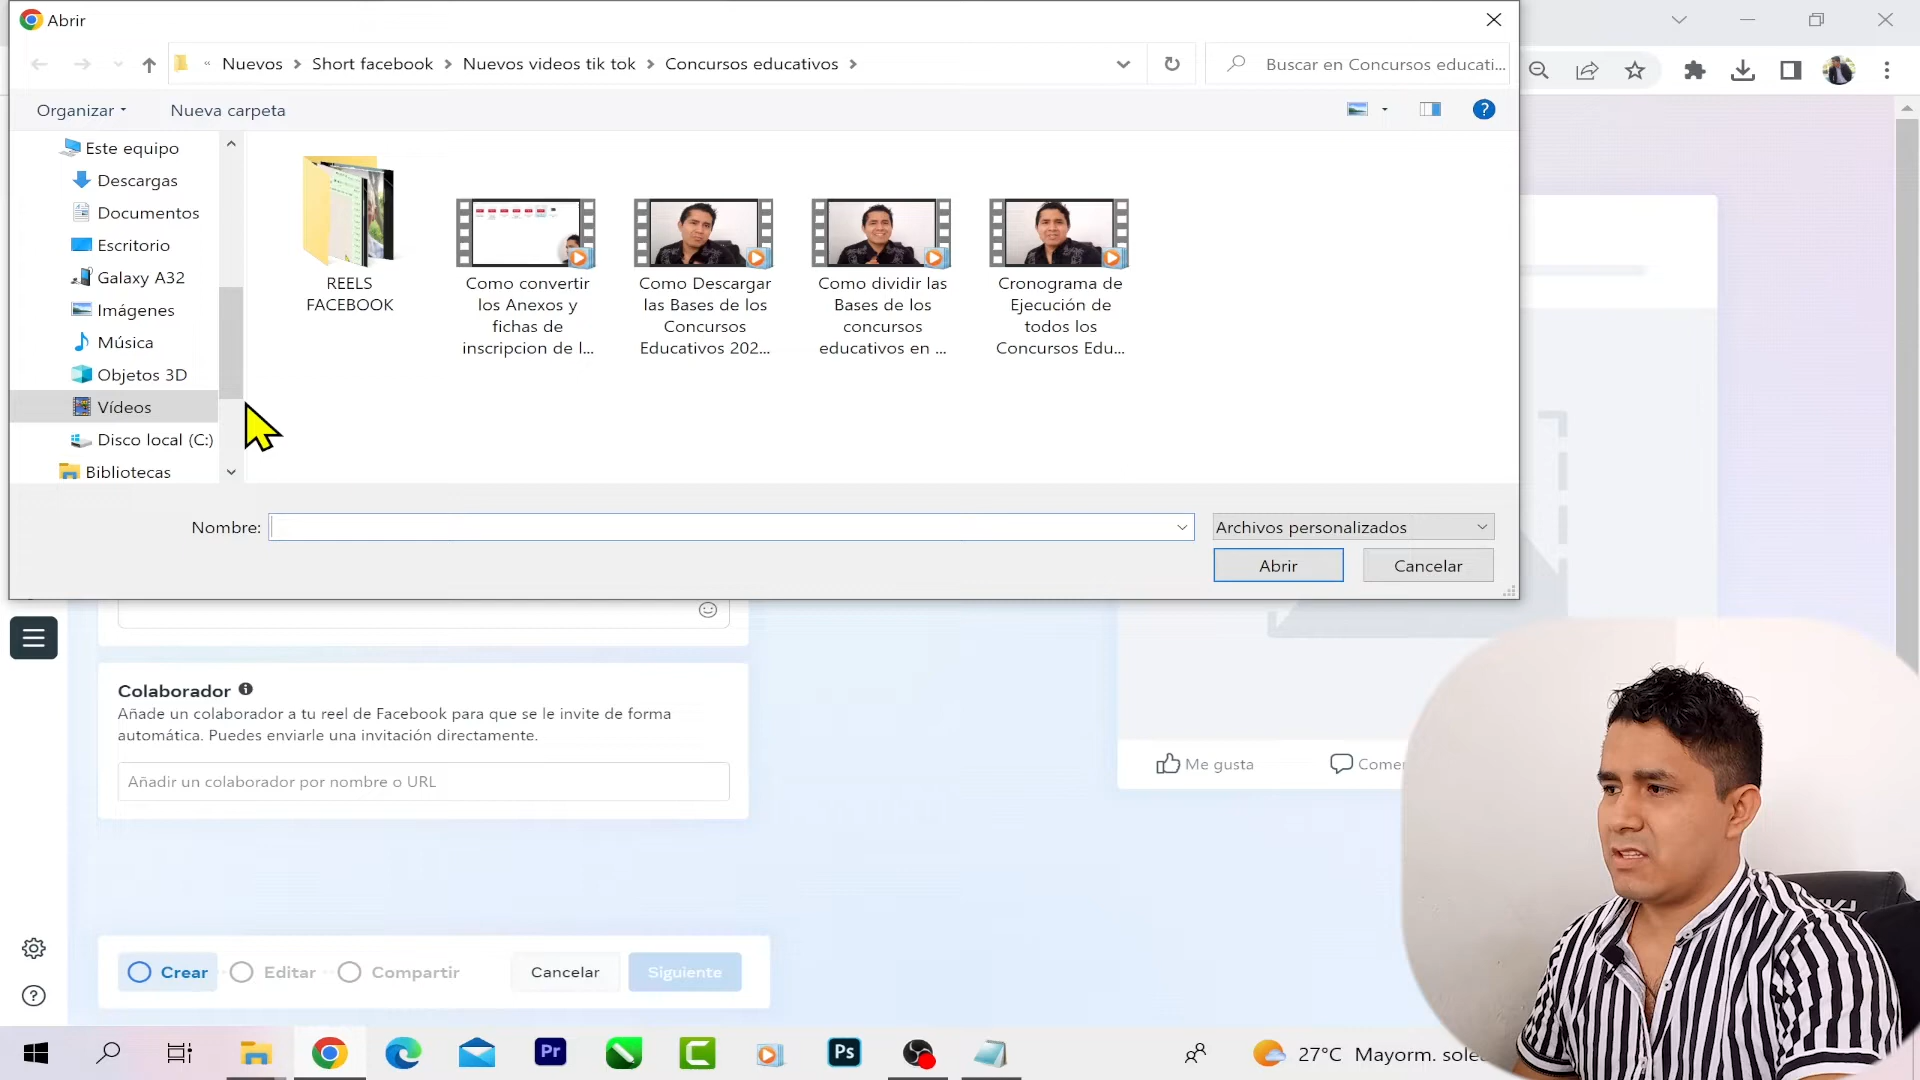 Abrir
« Nuevos > Short facebook > Nuevos videos tik tok > Concursos educativos >
Buscar en Concursos educati...
Organizar
Nueva carpeta
Este equipo
Descargas
Documentos
Escritorio
Galaxy A32
Imágenes
Música
Objetos 3D
Vídeos
Disco local (C:)
Bibliotecas
REELS
FACEBOOK
Como convertir
los Anexos y
fichas de
inscripcion de l...
Como Descargar
las Bases de los
Concursos
Educativos 202...
Como dividir las
Bases de los
concursos
educativos en ...
Cronograma de
Ejecución de
todos los
Concursos Edu...
Nombre:
Archivos personalizados
Abrir
Cancelar
Colaborador
Añade un colaborador a tu reel de Facebook para que se le invite de forma
automática. Puedes enviarle una invitación directamente.
Añadir un colaborador por nombre o URL
Me gusta
Comer
Crear
Editar
Compartir
Cancelar
Siguiente
Pr
Ps
27°C Mayorm. sole